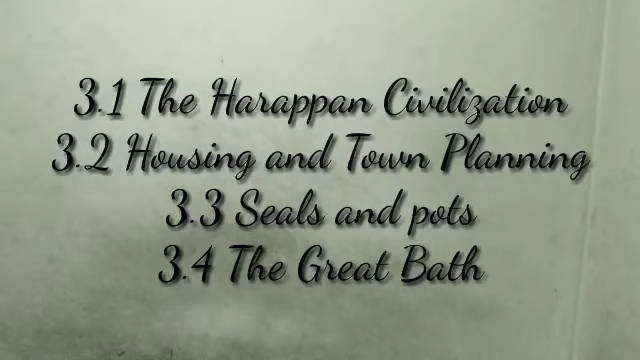 3.1 The Harappan Civilization
3.2 Housing and Town Planning
3.3 Seals and pots
3.4 The Great Bath